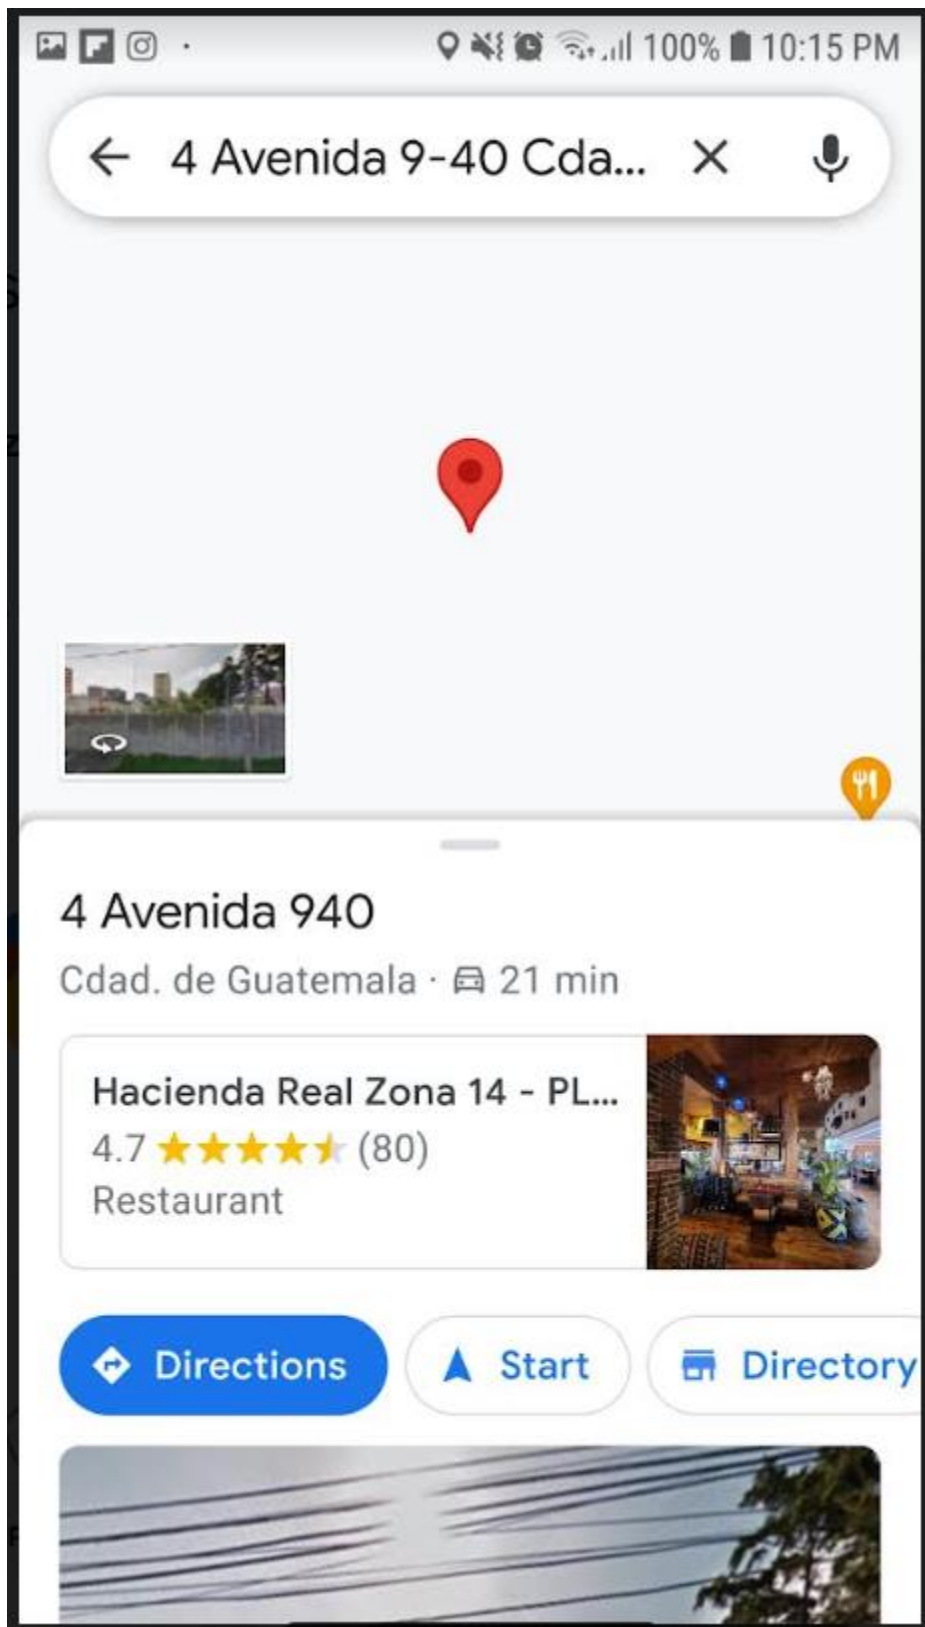 100% 10:15 PM
4 Avenida 9-40 Cda...
4 Avenida 940
Cdad. de Guatemala · 21 min
Hacienda Real Zona 14 - PL...
4.7 (80)
Restaurant
Directions
Start
Directory